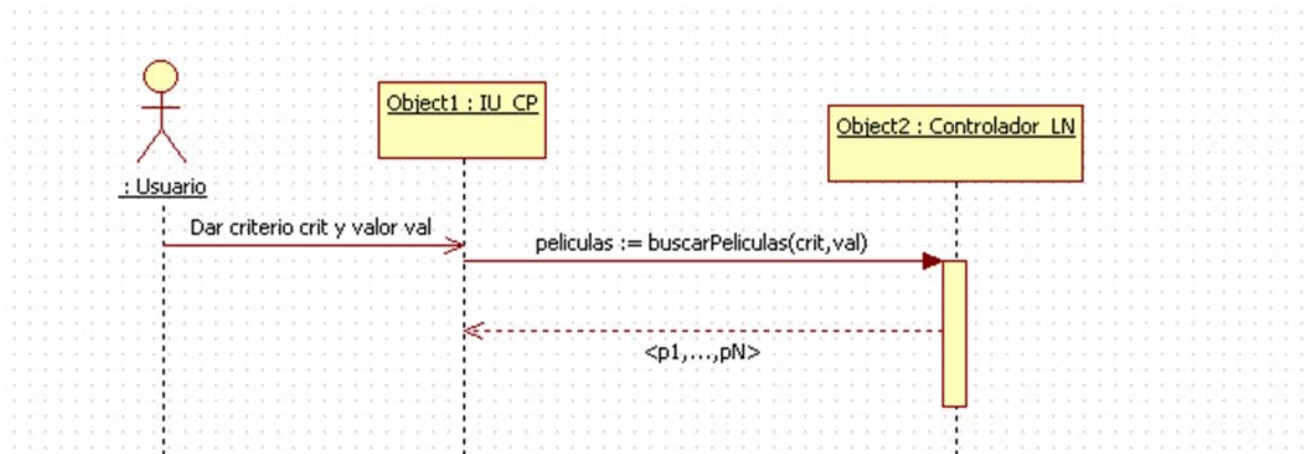 Object1 : IU_CP
Object2 : Controlador_LN
: Usuario
Dar criterio crit y valor val
peliculas := buscarPeliculas(crit,val)
<p1,...,pN>